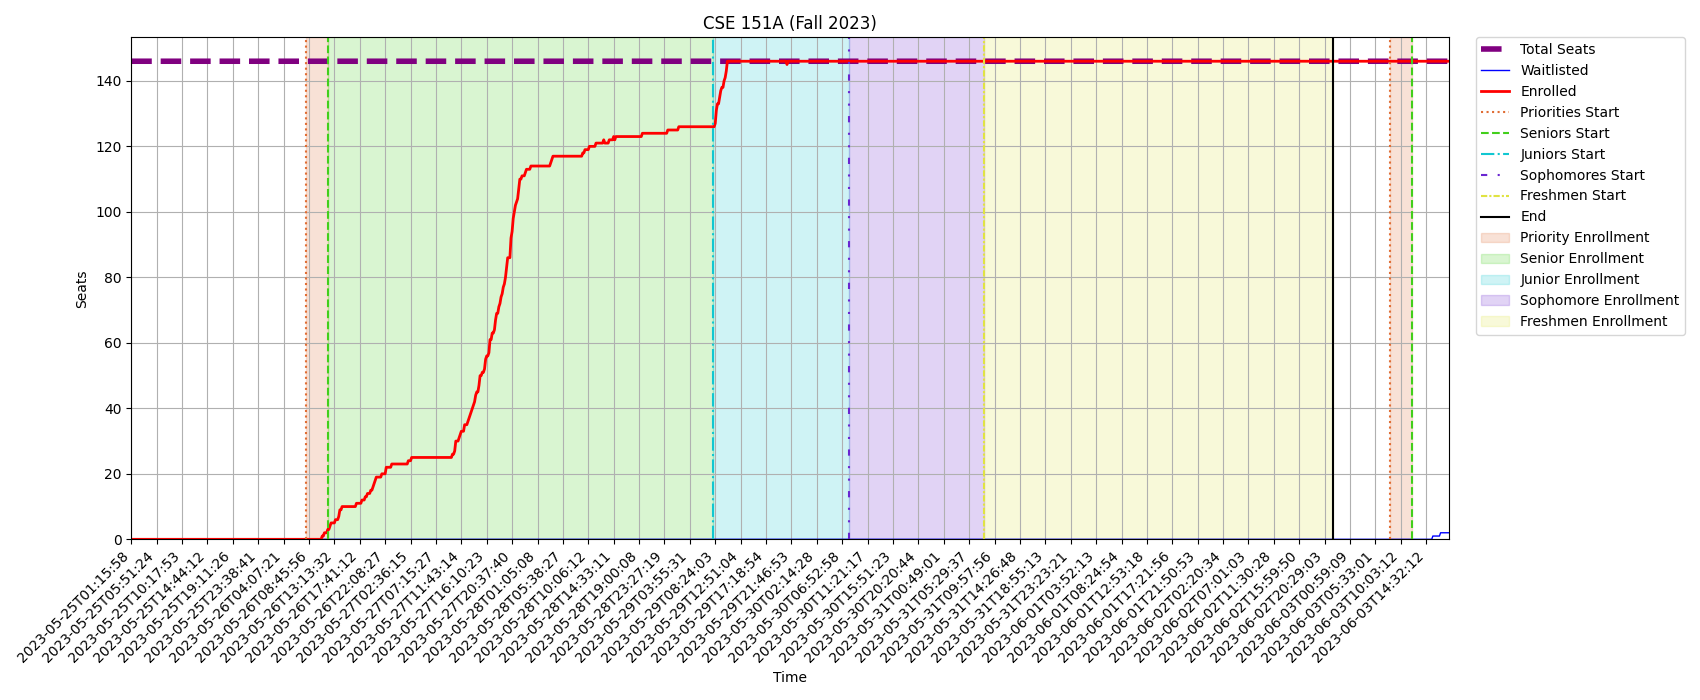 CSE 151A (Fall 2023)
Seats
140
120
100
80
60
40
20
0
2023-05-25T01:15:58
2023-05-25T05:51:24
2023-05-25T10:17:53
2023-05-25T14:44:12
2023-05-25T19:11:26
2023-05-25T23:38:41
2023-05-26T04:07:21
2023-05-26T08:45:56
2023-05-26T13:13:32
2023-05-26T17:41:12
2023-05-26T22:08:27
2023-05-27T02:36:15
2023-05-27T07:15:27
2023-05-27T11:43:14
2023-05-27T16:10:23
2023-05-27T20:37:40
2023-05-28T01:05:08
2023-05-28T05:38:27
2023-05-28T10:06:12
2023-05-28T14:33:11
2023-05-28T19:00:08
2023-05-28T23:27:19
2023-05-29T03:55:31
2023-05-29T08:24:03
2023-05-29T12:51:04
2023-05-29T17:18:54
2023-05-29T21:46:53
2023-05-30T02:14:28
2023-05-30T06:52:58
2023-05-30T11:21:17
2023-05-30T15:51:23
2023-05-30T20:20:44
2023-05-31T00:49:01
2023-05-31T05:29:37
2023-05-31T09:57:56
2023-05-31T14:26:48
2023-05-31T18:55:13
2023-05-31T23:23:21
2023-06-01T03:52:13
2023-06-01T08:24:54
2023-06-01T12:53:18
2023-06-01T17:21:56
2023-06-01T21:50:53
2023-06-02T02:20:34
2023-06-02T07:01:03
2023-06-02T11:30:28
2023-06-02T15:59:50
2023-06-02T20:29:03
2023-06-03T00:59:09
2023-06-03T05:33:01
2023-06-03T10:03:12
2023-06-03T14:32:12
Time
Total Seats
Waitlisted
Enrolled
Priorities Start
Seniors Start
Juniors Start
Sophomores Start
Freshmen Start
End
Priority Enrollment
Senior Enrollment
Junior Enrollment
Sophomore Enrollment
Freshmen Enrollment